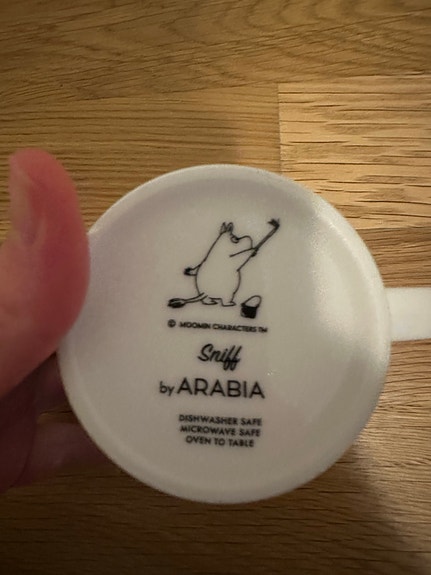 © MOOMIN CHARACTERS™
Sniff
by ARABIA
DISHWASHER SAFE
MICROWAVE SAFE
OVEN TO TABLE